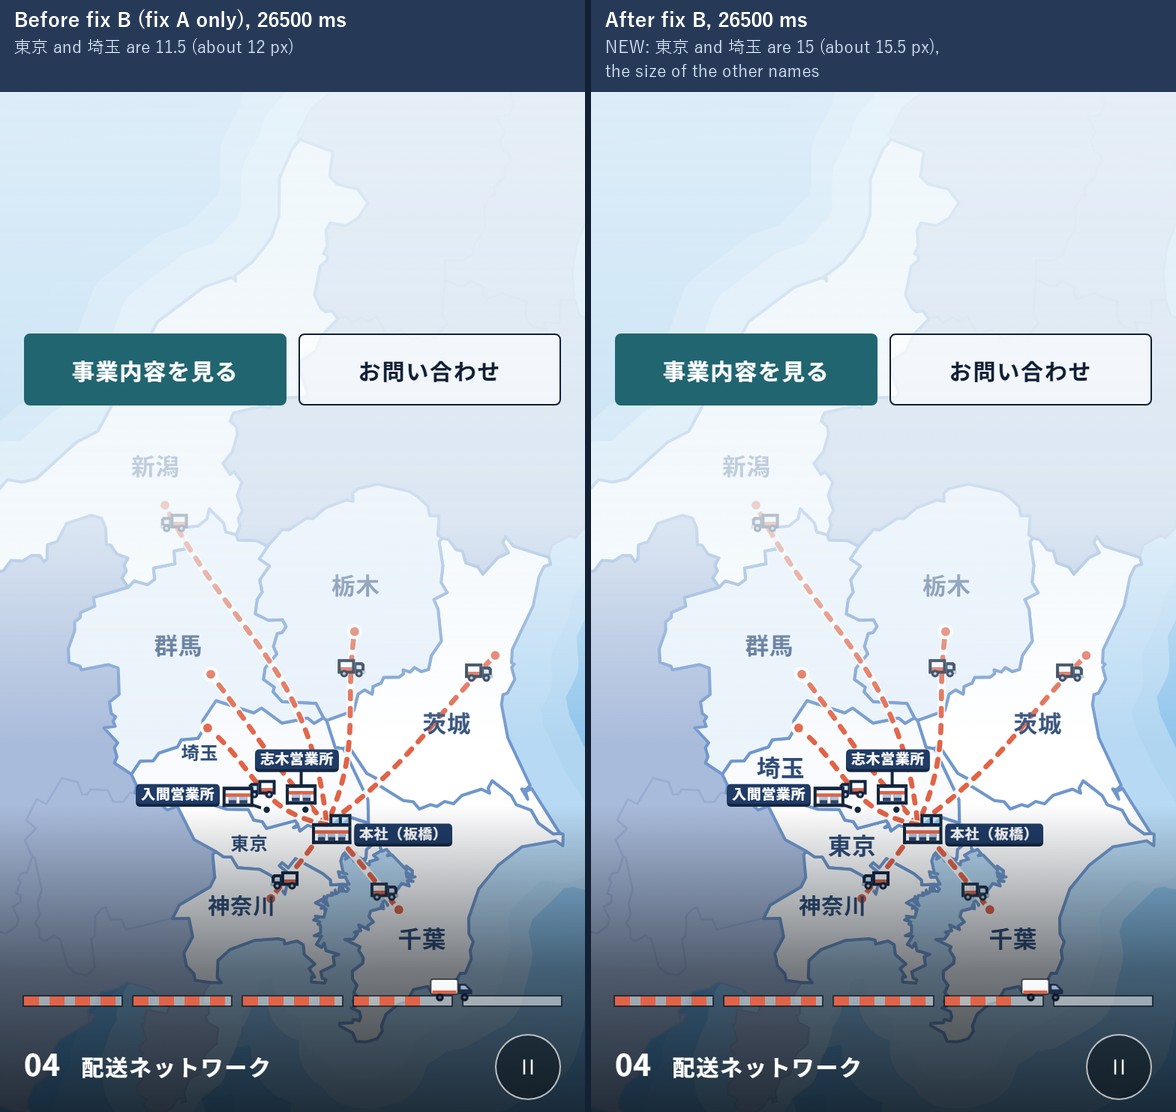 Before fix B (fix A only), 26500 ms
東京 and 埼玉 are 11.5 (about 12 px)
事業内容を見る
お問い合わせ
新潟
栃木
群馬
茨城
埼玉
志木営業所
入間営業所
本社（板橋）
東京
神奈川
千葉
04 配送ネットワーク
After fix B, 26500 ms
NEW: 東京 and 埼玉 are 15 (about 15.5 px),
the size of the other names
事業内容を見る
お問い合わせ
新潟
栃木
群馬
茨城
埼玉
志木営業所
入間営業所
本社（板橋）
東京
神奈川
千葉
04 配送ネットワーク